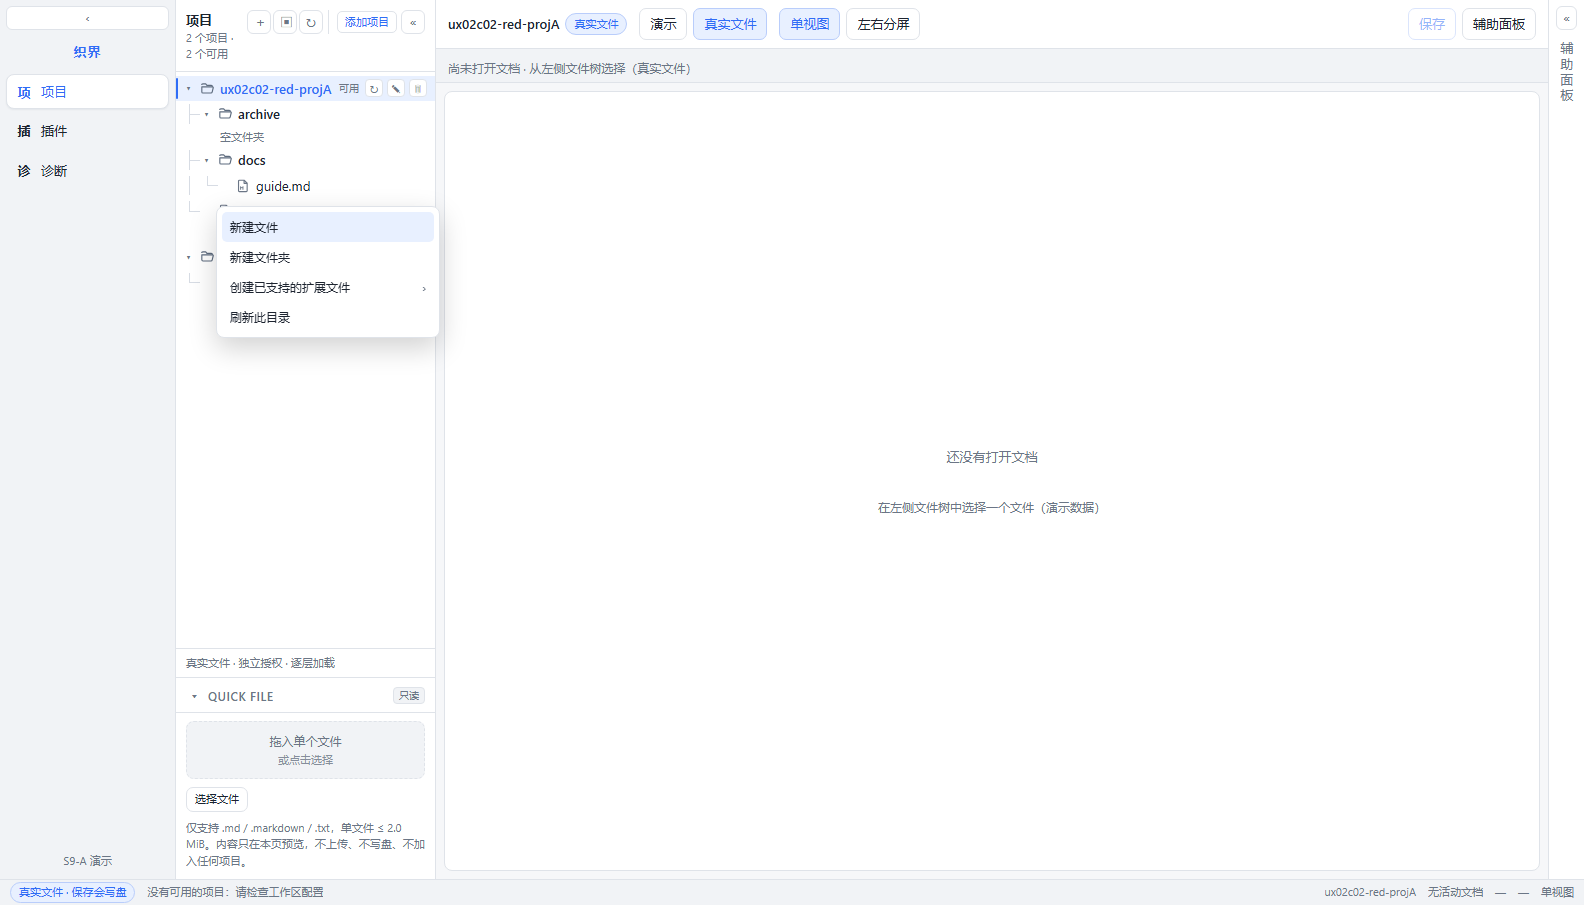 ‹
织界
项 项目
插 插件
诊 诊断
S9-A 演示
项目
2 个项目 ·
2 个可用
+
↻
添加项目
«
ux02c02-red-projA 可用 ↻
archive
空文件夹
docs
guide.md
新建文件
新建文件夹
创建已支持的扩展文件 ›
刷新此目录
真实文件 · 独立授权 · 逐层加载
QUICK FILE 只读
拖入单个文件
或点击选择
选择文件
仅支持 .md / .markdown / .txt，单文件 ≤ 2.0
MiB。内容只在本页预览，不上传、不写盘、不加
入任何项目。
ux02c02-red-projA 真实文件 演示 真实文件 单视图 左右分屏 保存 辅助面板
尚未打开文档 · 从左侧文件树选择（真实文件）
还没有打开文档
在左侧文件树中选择一个文件（演示数据）
«
辅助面板
真实文件 · 保存会写盘 没有可用的项目：请检查工作区配置
ux02c02-red-projA 无活动文档 — — 单视图